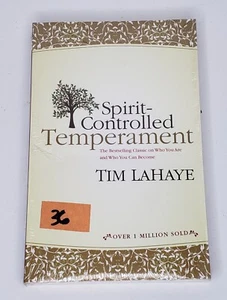 Spirit-
Controlled
Temperament
The Bestselling Classic on Who You Are
and Who You Can Become
TIM LAHAYE
36
OVER 1 MILLION SOLD